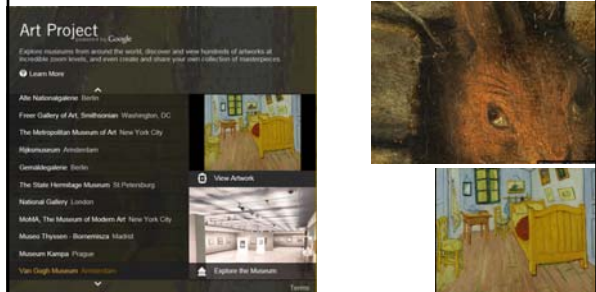 Art Project
powered by Google
Explore museums from around the world, discover and view hundreds of artworks at
incredible zoom levels, and even create and share your own collection of masterpieces.
Learn More
Alte Nationalgalerie Berlin
Freer Gallery of Art, Smithsonian Washington, DC
The Metropolitan Museum of Art New York City
Rijksmuseum Amsterdam
Gemäldegalerie Berlin
The State Hermitage Museum St Petersburg
National Gallery London
MoMA, The Museum of Modern Art New York City
Museo Thyssen - Bornemisza Madrid
Museum Kampa Prague
Van Gogh Museum Amsterdam
View Artwork
Explore the Museum
Terms